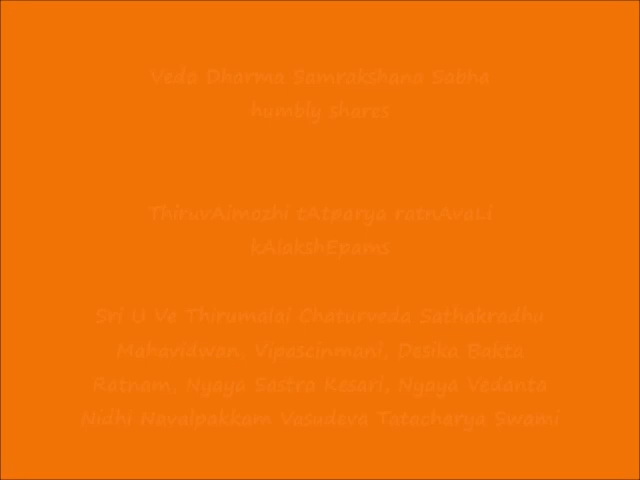 Veda Dharma Samrakshana Sabha
humbly shares
ThiruvAimozhi tAtparya ratnAvaLi
kAlakshEpams
Sri U Ve Thirumalai Chaturveda Sathakradhu
Mahavidwan, Vipascinmani, Desika Bakta
Ratnam, Nyaya Sastra Kesari, Nyaya Vedanta
Nidhi Navalpakkam Vasudeva Tatacharya Swami